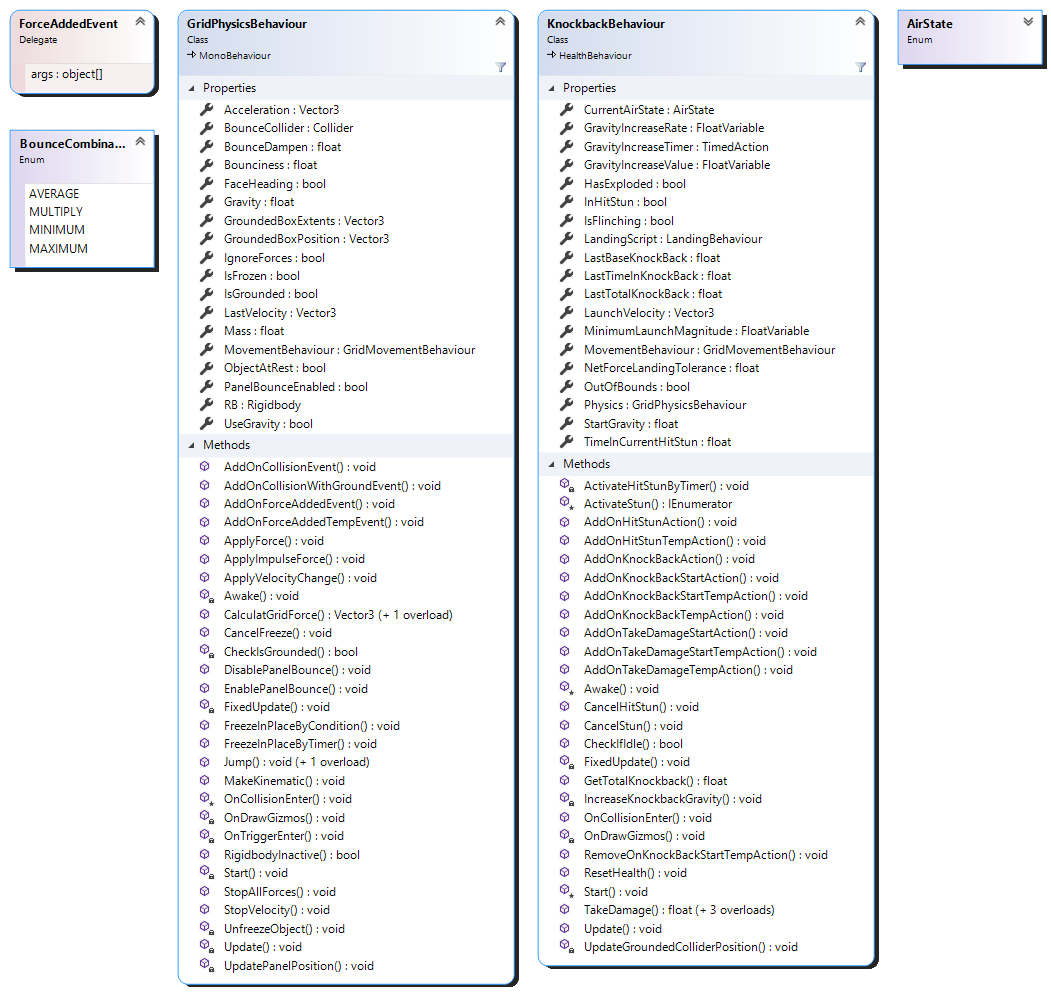 ForceAddedEvent
Delegate
args : object[]
BounceCombina...
Enum
AVERAGE
MULTIPLY
MINIMUM
MAXIMUM
GridPhysicsBehaviour
Class
MonoBehaviour
Properties
Acceleration : Vector3
BounceCollider : Collider
BounceDampen : float
Bounciness : float
FaceHeading : bool
Gravity : float
GroundedBoxExtents : Vector3
GroundedBoxPosition : Vector3
IgnoreForces : bool
IsFrozen : bool
IsGrounded : bool
LastVelocity : Vector3
Mass : float
MovementBehaviour : GridMovementBehaviour
ObjectAtRest : bool
PanelBounceEnabled : bool
RB : Rigidbody
UseGravity : bool
Methods
AddOnCollisionEvent() : void
AddOnCollisionWithGroundEvent() : void
AddOnForceAddedEvent() : void
AddOnForceAddedTempEvent() : void
ApplyForce() : void
ApplyImpulseForce() : void
ApplyVelocityChange() : void
Awake() : void
CalculatGridForce() : Vector3 (+ 1 overload)
CancelFreeze() : void
CheckIsGrounded() : bool
DisablePanelBounce() : void
EnablePanelBounce() : void
FixedUpdate() : void
FreezeInPlaceByCondition() : void
FreezeInPlaceByTimer() : void
Jump() : void (+ 1 overload)
MakeKinematic() : void
OnCollisionEnter() : void
OnDrawGizmos() : void
OnTriggerEnter() : void
RigidbodyInactive() : bool
Start() : void
StopAllForces() : void
StopVelocity() : void
UnfreezeObject() : void
Update() : void
UpdatePanelPosition() : void
KnockbackBehaviour
Class
HealthBehaviour
Properties
CurrentAirState : AirState
GravityIncreaseRate : FloatVariable
GravityIncreaseTimer : TimedAction
GravityIncreaseValue : FloatVariable
HasExploded : bool
InHitStun : bool
IsFlinching : bool
LandingScript : LandingBehaviour
LastBaseKnockBack : float
LastTimeInKnockBack : float
LastTotalKnockBack : float
LaunchVelocity : Vector3
MinimumLaunchMagnitude : FloatVariable
MovementBehaviour : GridMovementBehaviour
NetForceLandingTolerance : float
OutOfBounds : bool
Physics : GridPhysicsBehaviour
StartGravity : float
TimeInCurrentHitStun : float
Methods
ActivateHitStunByTimer() : void
ActivateStun() : IEnumerator
AddOnHitStunAction() : void
AddOnHitStunTempAction() : void
AddOnKnockBackAction() : void
AddOnKnockBackStartAction() : void
AddOnKnockBackStartTempAction() : void
AddOnKnockBackTempAction() : void
AddOnTakeDamageStartAction() : void
AddOnTakeDamageStartTempAction() : void
AddOnTakeDamageTempAction() : void
Awake() : void
CancelHitStun() : void
CancelStun() : void
CheckIfIdle() : bool
FixedUpdate() : void
GetTotalKnockback() : float
IncreaseKnockbackGravity() : void
OnCollisionEnter() : void
OnDrawGizmos() : void
RemoveOnKnockBackStartTempAction() : void
ResetHealth() : void
Start() : void
TakeDamage() : float (+ 3 overloads)
Update() : void
UpdateGroundedColliderPosition() : void
AirState
Enum